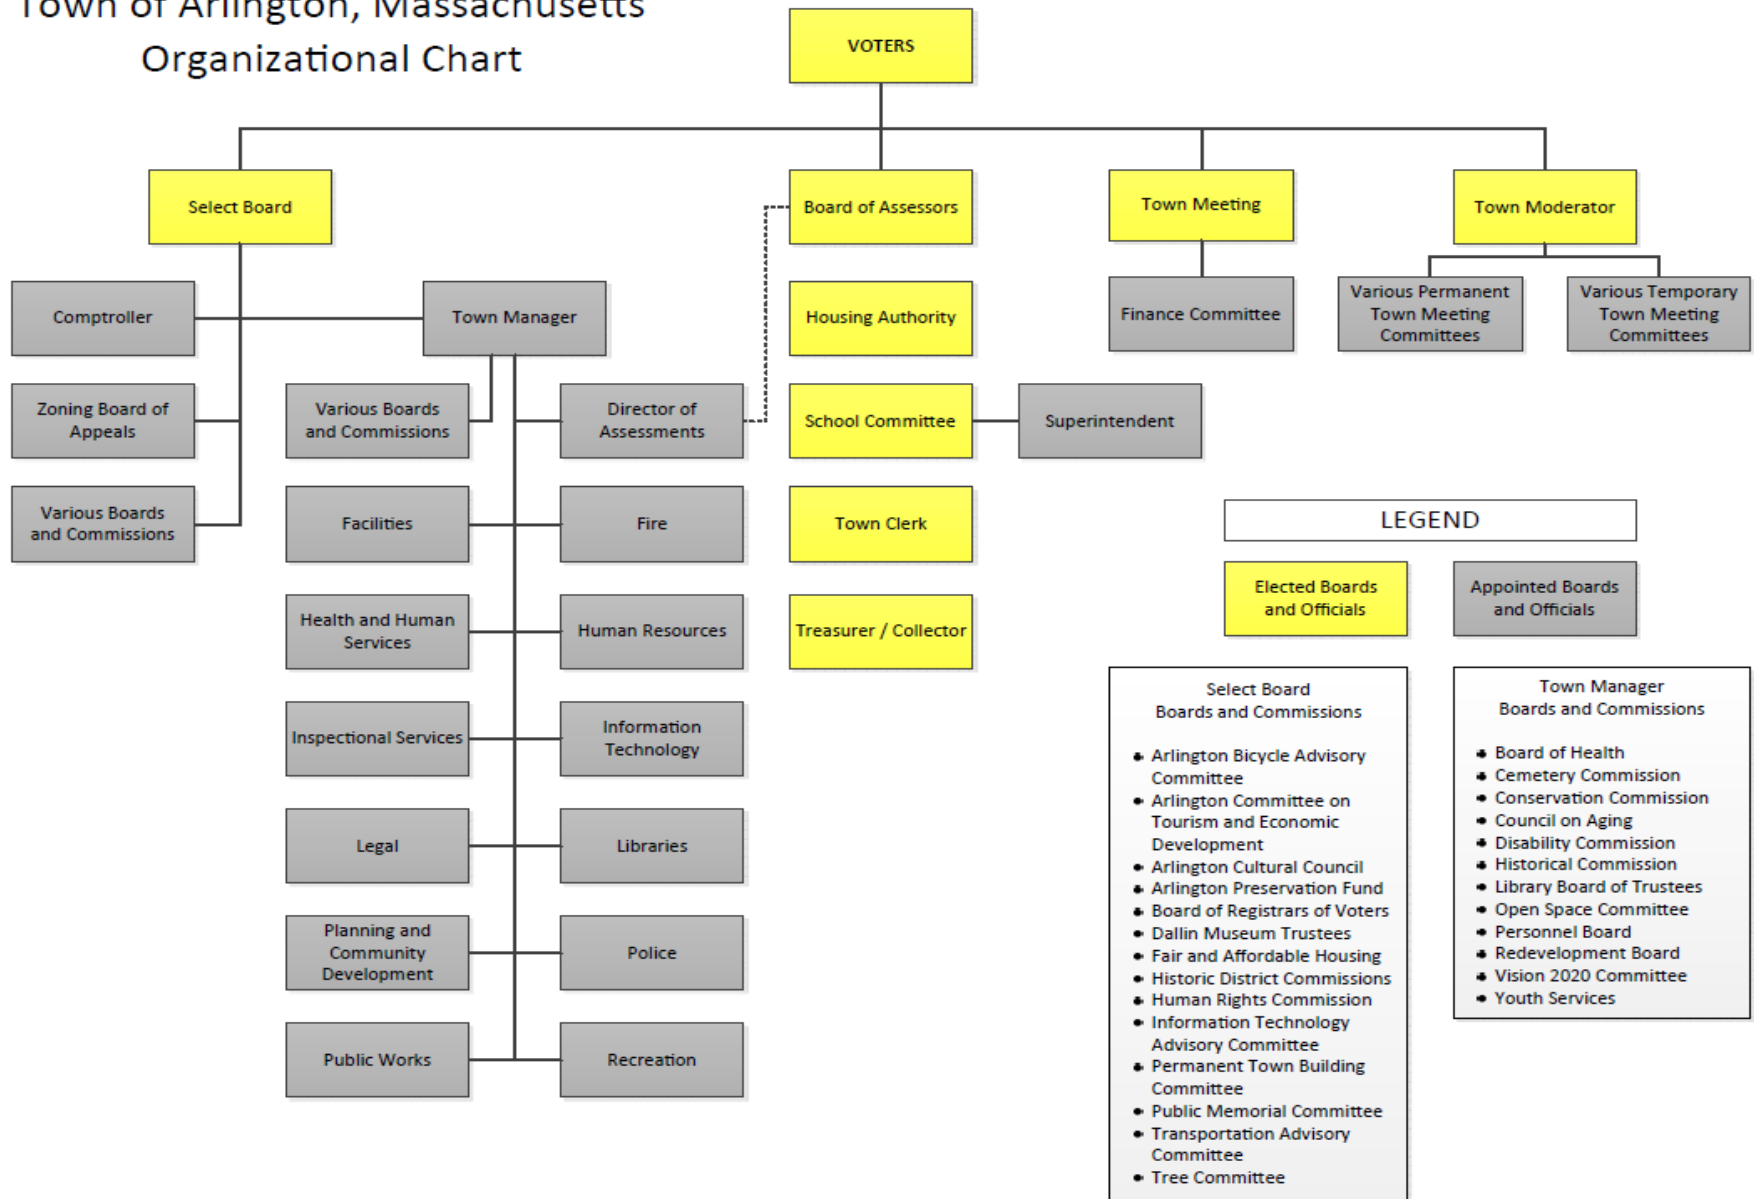 Town of Arlington, Massachusetts
Organizational Chart
VOTERS
Select Board
Board of Assessors
Town Meeting
Town Moderator
Comptroller
Town Manager
Housing Authority
Finance Committee
Various Permanent
Town Meeting
Committees
Various Temporary
Town Meeting
Committees
Zoning Board of
Appeals
Various Boards
and Commissions
Director of
Assessments
School Committee
Superintendent
Various Boards
and Commissions
Facilities
Fire
Town Clerk
Health and Human
Services
Human Resources
Treasurer / Collector
Inspectional Services
Information
Technology
Legal
Libraries
Planning and
Community
Development
Police
Public Works
Recreation
LEGEND
Elected Boards
and Officials
Appointed Boards
and Officials
Select Board
Boards and Commissions
• Arlington Bicycle Advisory
Committee
• Arlington Committee on
Tourism and Economic
Development
• Arlington Cultural Council
• Arlington Preservation Fund
• Board of Registrars of Voters
• Dallin Museum Trustees
• Fair and Affordable Housing
• Historic District Commissions
• Human Rights Commission
• Information Technology
Advisory Committee
• Permanent Town Building
Committee
• Public Memorial Committee
• Transportation Advisory
Committee
• Tree Committee
Town Manager
Boards and Commissions
• Board of Health
• Cemetery Commission
• Conservation Commission
• Council on Aging
• Disability Commission
• Historical Commission
• Library Board of Trustees
• Open Space Committee
• Personnel Board
• Redevelopment Board
• Vision 2020 Committee
• Youth Services